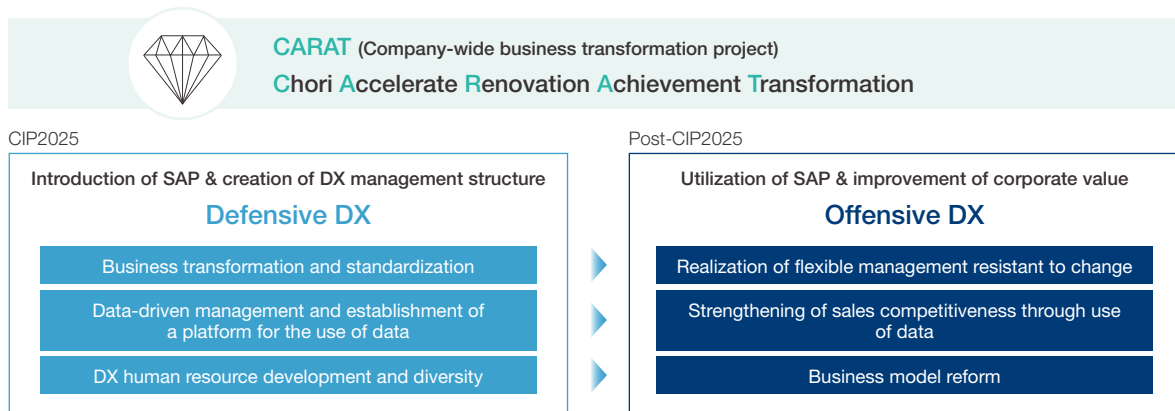 CARAT (Company-wide business transformation project)
Chori Accelerate Renovation Achievement Transformation
CIP2025
Introduction of SAP & creation of DX management structure
Defensive DX
Business transformation and standardization
Data-driven management and establishment of
a platform for the use of data
DX human resource development and diversity
Post-CIP2025
Utilization of SAP & improvement of corporate value
Offensive DX
Realization of flexible management resistant to change
Strengthening of sales competitiveness through use
of data
Business model reform